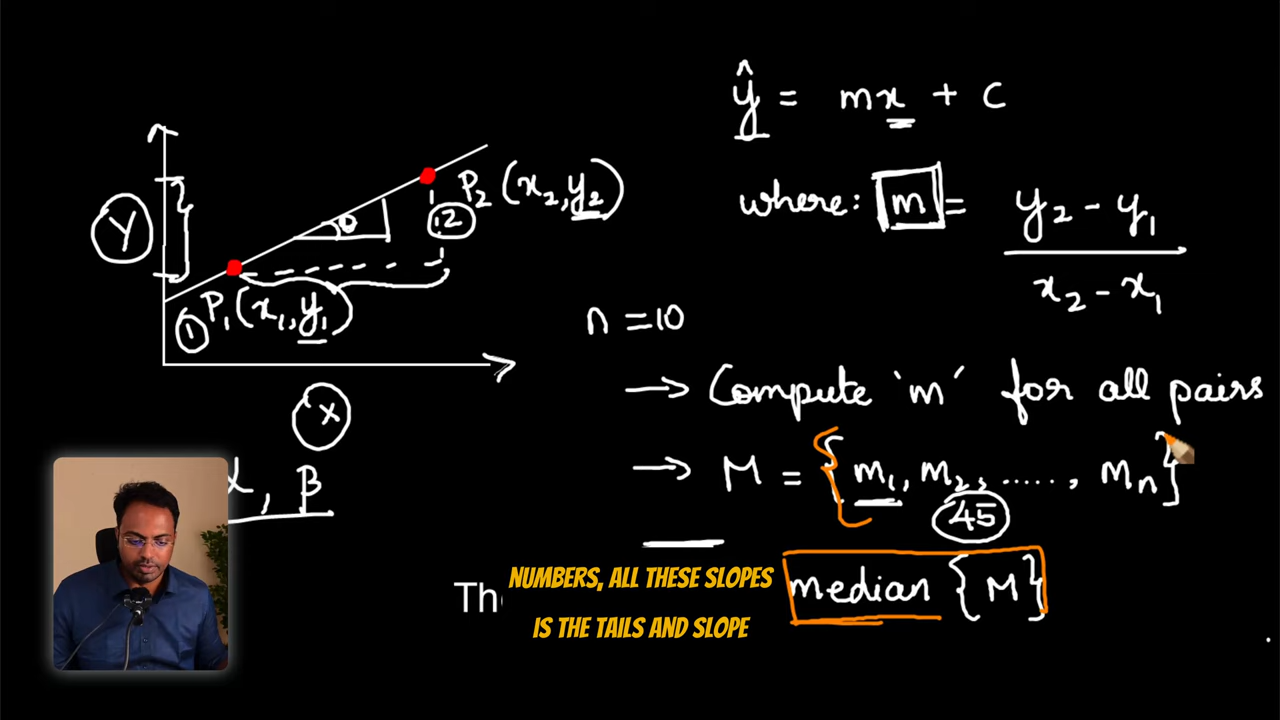 ŷ = mx + c
P₂ (x₂, y₂)
where: m = y₂ - y₁ / x₂ - x₁
Y
θ
2
1 P₁ (x₁, y₁)
n = 10
→ Compute 'm' for all pairs
X
→ M = {m₁, m₂, ....., mₙ}
α, β
45
NUMBERS, ALL THESE SLOPES
Th
median {M}
IS THE TAILS AND SLOPE